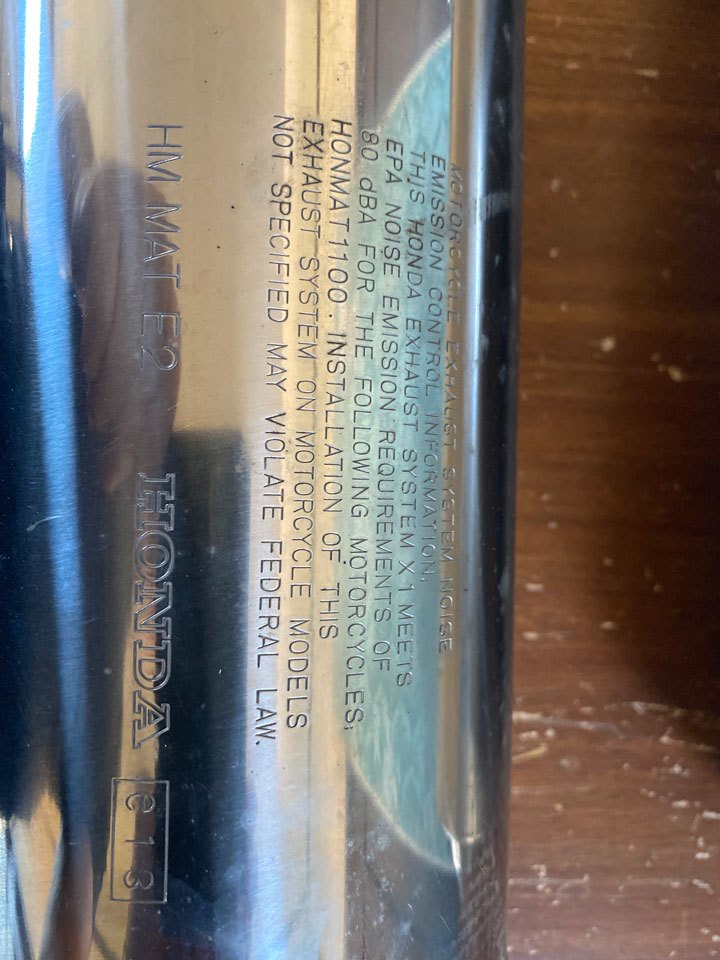 MOTORCYCLE EXHAUST SYSTEM NOISE
EMISSION CONTROL INFORMATION,
THIS HONDA EXHAUST SYSTEM X1 MEETS
EPA NOISE EMISSION REQUIREMENTS OF
80 dBA FOR THE FOLLOWING MOTORCYCLES;
HONMAT1100 . INSTALLATION OF THIS
EXHAUST SYSTEM ON MOTORCYCLE MODELS
NOT SPECIFIED MAY VIOLATE FEDERAL LAW.
HM MAT E2 HONDA e13